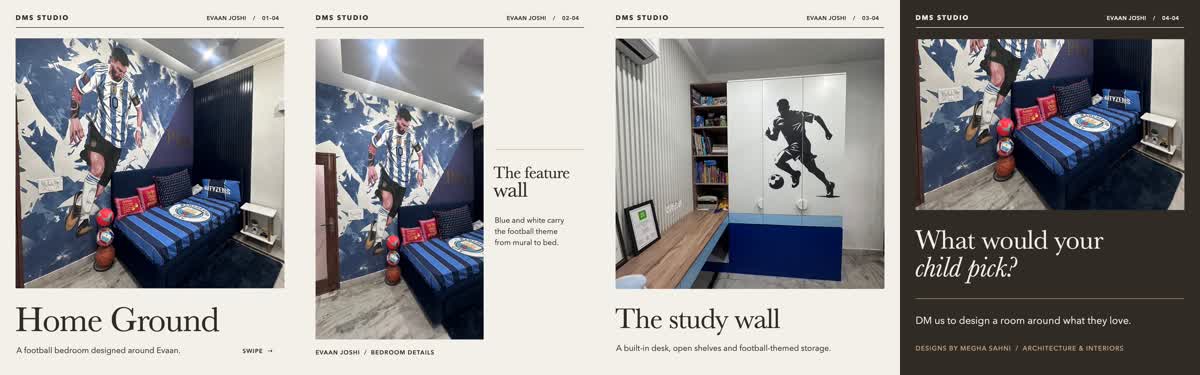 DMS STUDIO
EVAAN JOSHI / 01-04
10
CITYZENS
Home Ground
A football bedroom designed around Evaan.
SWIPE →
DMS STUDIO
EVAAN JOSHI / 02-04
The feature
wall
Blue and white carry
the football theme
from mural to bed.
EVAAN JOSHI / BEDROOM DETAILS
DMS STUDIO
EVAAN JOSHI / 03-04
The study wall
A built-in desk, open shelves and football-themed storage.
DMS STUDIO
EVAAN JOSHI / 04-04
What would your
child pick?
DM us to design a room around what they love.
DESIGNS BY MEGHA SAHNI / ARCHITECTURE & INTERIORS